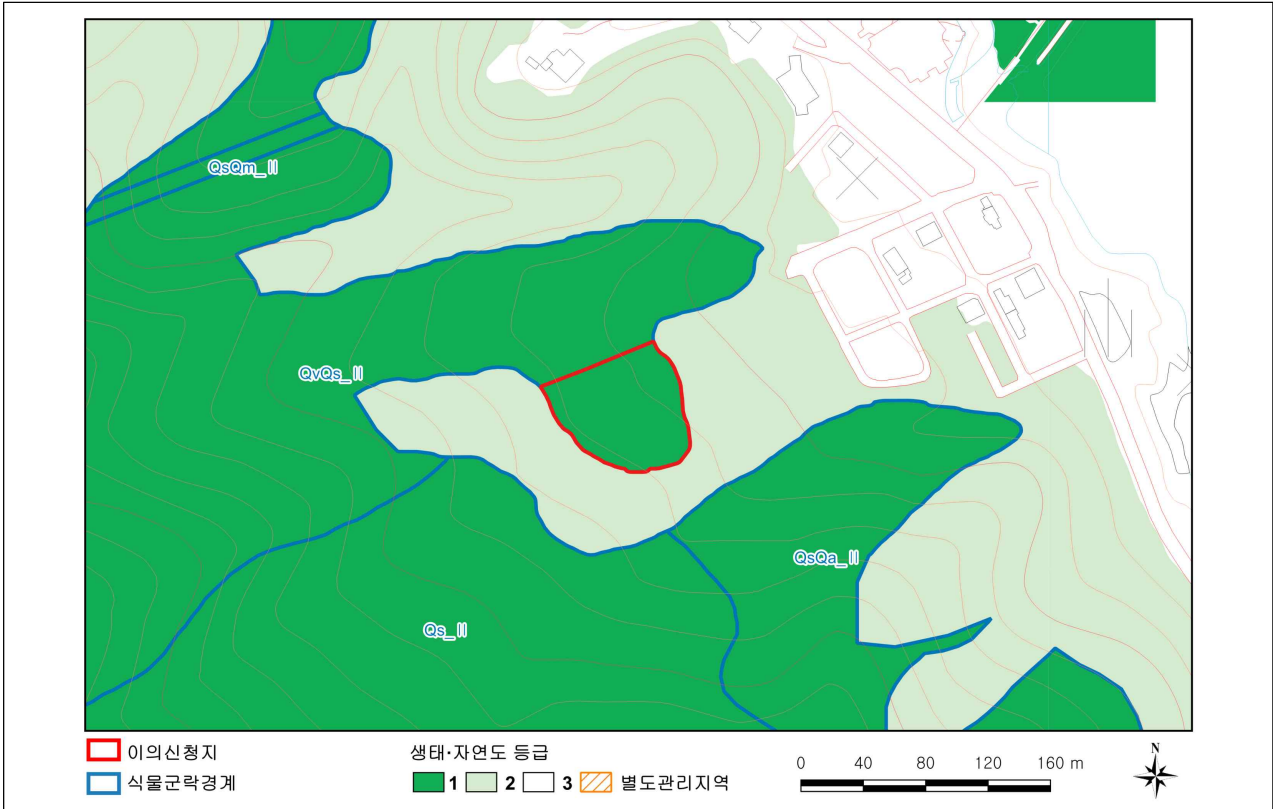 QsQm_Ⅱ
QvQs_Ⅱ
QsQa_Ⅱ
Qs_Ⅱ
이의신청지
식물군락경계
생태·자연도 등급
1 2 3 별도관리지역
0 40 80 120 160 m
N